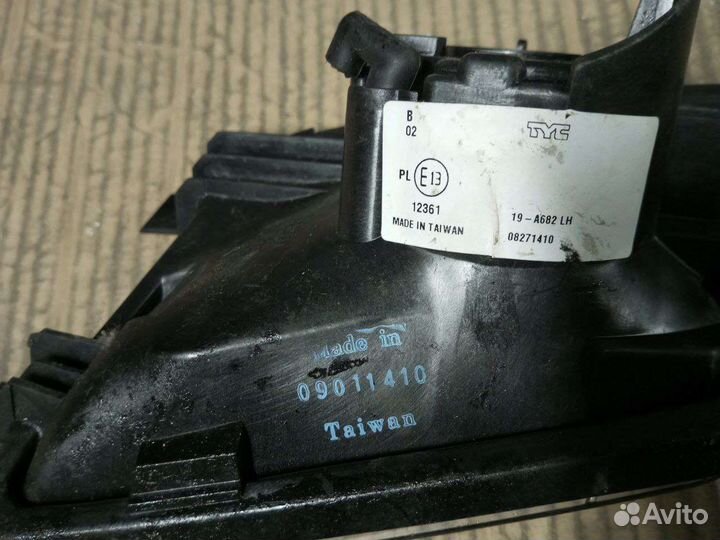 B
02
TYC
PL E13
12361
MADE IN TAIWAN
19-A682 LH
08271410
Made in
09011410
Taiwan
Avito